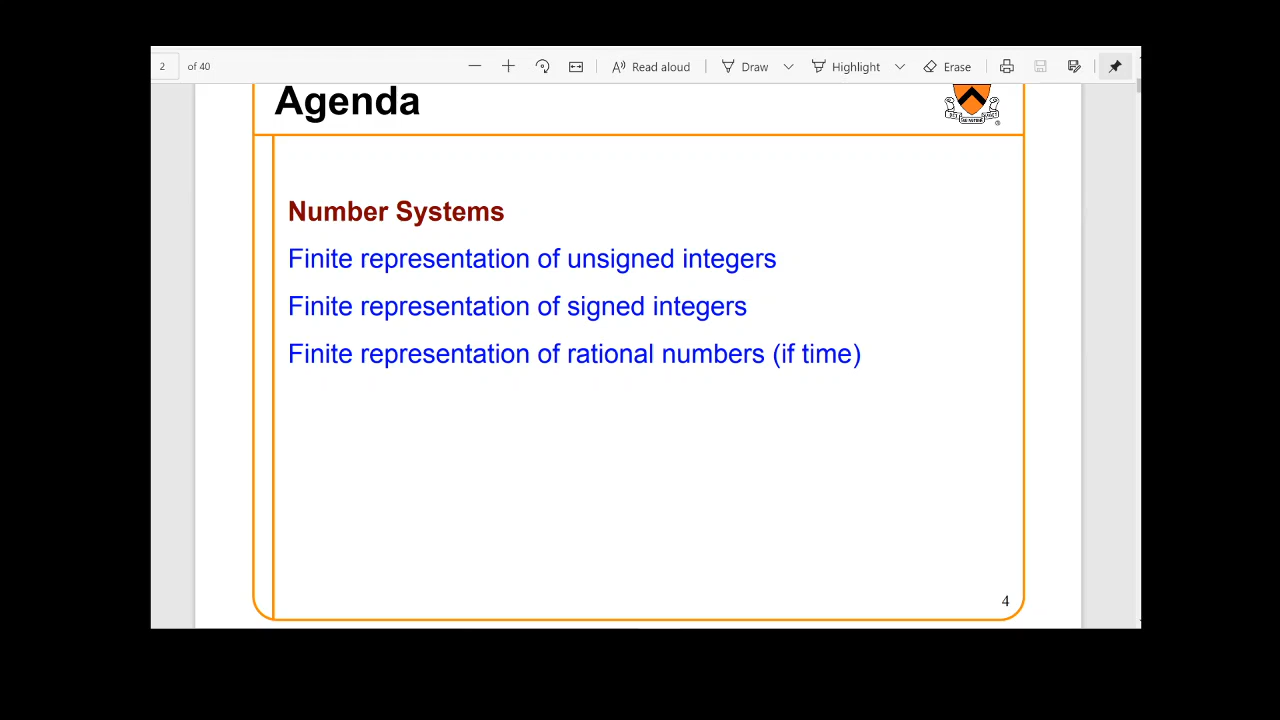 2 of 40 Read aloud Draw Highlight Erase
Agenda
Number Systems
Finite representation of unsigned integers
Finite representation of signed integers
Finite representation of rational numbers (if time)
4